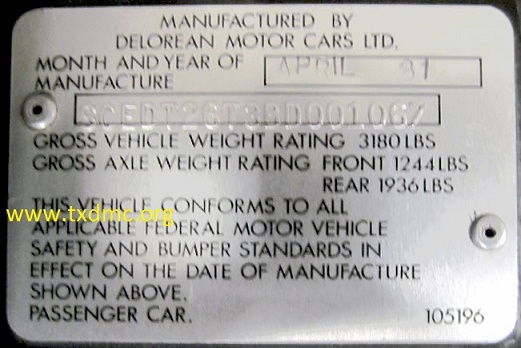 MANUFACTURED BY
DELOREAN MOTOR CARS LTD.
MONTH AND YEAR OF
MANUFACTURE
APRIL 81
GROSS VEHICLE WEIGHT RATING 3180LBS
GROSS AXLE WEIGHT RATING FRONT 1244LBS
REAR 1936LBS
THIS VEHICLE CONFORMS TO ALL
www.txdmc.org
APPLICABLE FEDERAL MOTOR VEHICLE
SAFETY AND BUMPER STANDARDS IN
EFFECT ON THE DATE OF MANUFACTURE
SHOWN ABOVE.
PASSENGER CAR. 105196